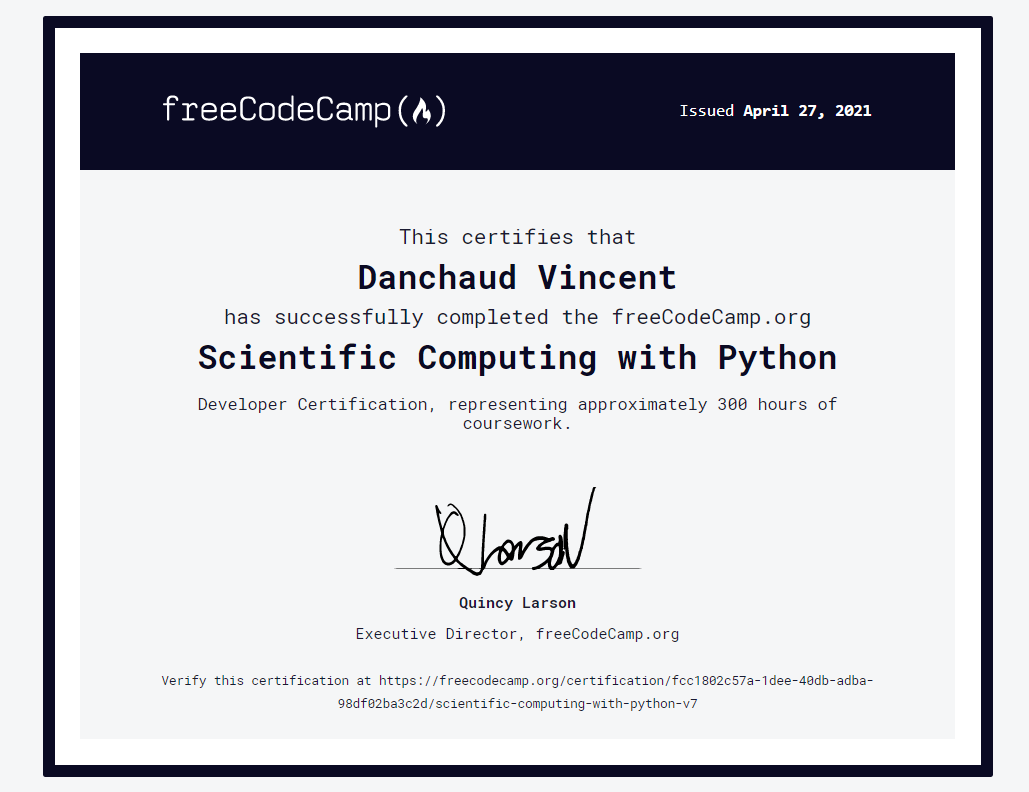 freeCodeCamp(🔥)
Issued April 27, 2021
This certifies that
Danchaud Vincent
has successfully completed the freeCodeCamp.org
Scientific Computing with Python
Developer Certification, representing approximately 300 hours of
coursework.
Q Larson
Quincy Larson
Executive Director, freeCodeCamp.org
Verify this certification at https://freecodecamp.org/certification/fcc1802c57a-1dee-40db-adba-
98df02ba3c2d/scientific-computing-with-python-v7